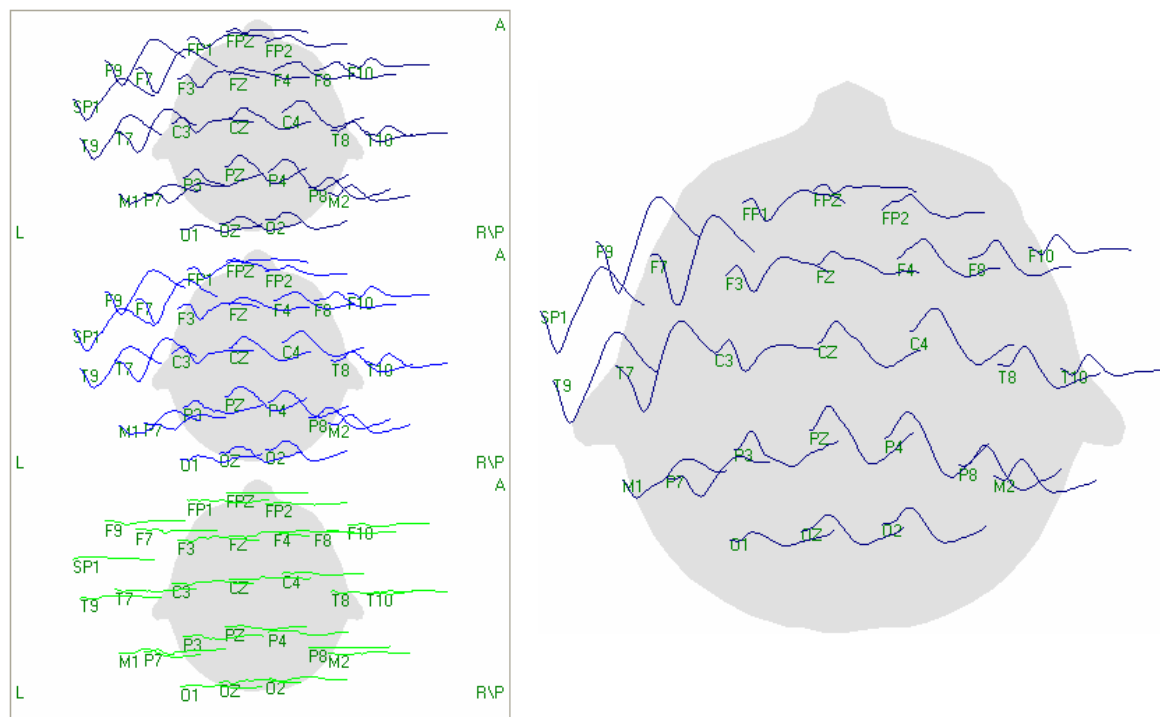 A
FP1 FPZ FP2
F9 F7 F3 FZ F4 F8 F10
SP1
T9 T7 C3 CZ C4 T8 T10
M1 P7 P3 PZ P4 P8 M2
O1 OZ O2
L R\P
A
FP1 FPZ FP2
F9 F7 F3 FZ F4 F8 F10
SP1
T9 T7 C3 CZ C4 T8 T10
M1 P7 P3 PZ P4 P8 M2
O1 OZ O2
L R\P
A
FP1 FPZ FP2
F9 F7 F3 FZ F4 F8 F10
SP1
T9 T7 C3 CZ C4 T8 T10
M1 P7 P3 PZ P4 P8 M2
O1 OZ O2
L R\P
FP1 FPZ FP2
F9 F7 F3 FZ F4 F8 F10
SP1
T9 T7 C3 CZ C4 T8 T10
M1 P7 P3 PZ P4 P8 M2
O1 OZ O2